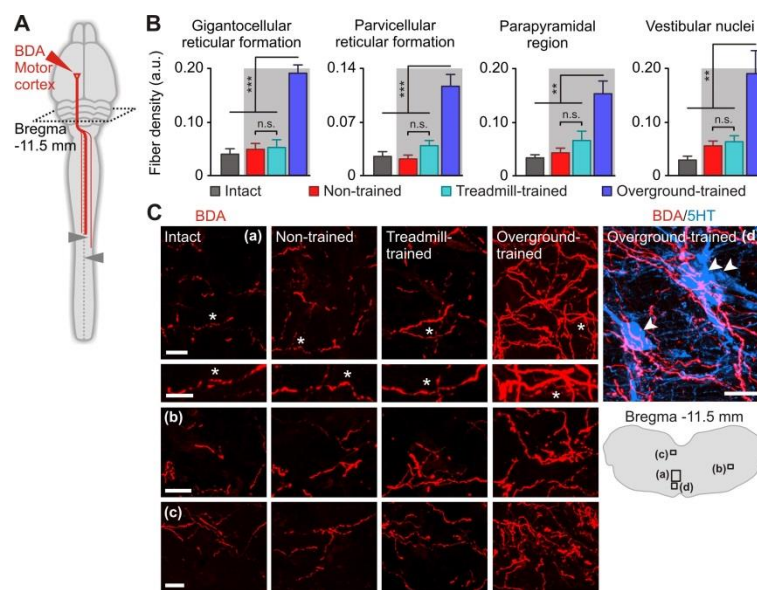 A
BDA
Motor
cortex
Bregma
-11.5 mm
B
Gigantocellular
reticular formation
Parvicellular
reticular formation
Parapyramidal
region
Vestibular nuclei
Fiber density (a.u.)
0.20
0.10
0
***
n.s.
0.14
0.07
0
***
n.s.
0.20
0.10
0
**
n.s.
0.20
0.10
0
**
n.s.
Intact
Non-trained
Treadmill-trained
Overground-trained
C
BDA
BDA/5HT
Intact
(a)
Non-trained
Treadmill-
trained
Overground-
trained
Overground-trained (d)
*
*
*
*
*
*
*
*
(b)
(c)
Bregma -11.5 mm
(c)
(a)
(b)
(d)